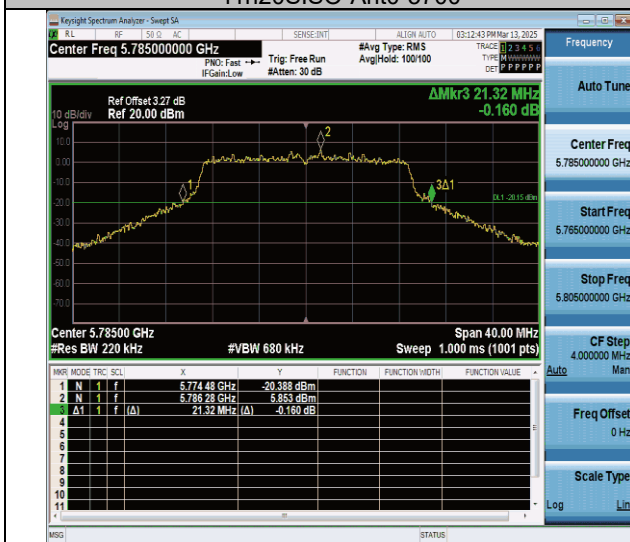 11n20SISO-Ant0-5700
Keysight Spectrum Analyzer - Swept SA
RL RF 50 Ω AC SENSE:INT ALIGN AUTO 03:12:43 PM Mar 13, 2025
Center Freq 5.785000000 GHz
PNO: Fast
IFGain:Low
Trig: Free Run
#Atten: 30 dB
#Avg Type: RMS
Avg|Hold: 100/100
TRACE 1 2 3 4 5 6
TYPE M WWWWW
DET P P P P P P
Ref Offset 3.27 dB
Ref 20.00 dBm
10 dB/div
Log
ΔMkr3 21.32 MHz
-0.160 dB
10.0
0.00
-10.0
-20.0
-30.0
-40.0
-50.0
-60.0
-70.0
1
2
3Δ1
DL1 -20.15 dBm
Center 5.78500 GHz
Span 40.00 MHz
#Res BW 220 kHz
#VBW 680 kHz
Sweep 1.000 ms (1001 pts)
MKR MODE TRC SCL X Y FUNCTION FUNCTION WIDTH FUNCTION VALUE
1 N 1 f 5.774 48 GHz -20.388 dBm
2 N 1 f 5.786 28 GHz 5.853 dBm
3 Δ1 1 f (Δ) 21.32 MHz (Δ) -0.160 dB
4
5
6
7
8
9
10
11
MSG
STATUS
Frequency
Auto Tune
Center Freq
5.785000000 GHz
Start Freq
5.765000000 GHz
Stop Freq
5.805000000 GHz
CF Step
4.000000 MHz
Auto Man
Freq Offset
0 Hz
Scale Type
Log Lin